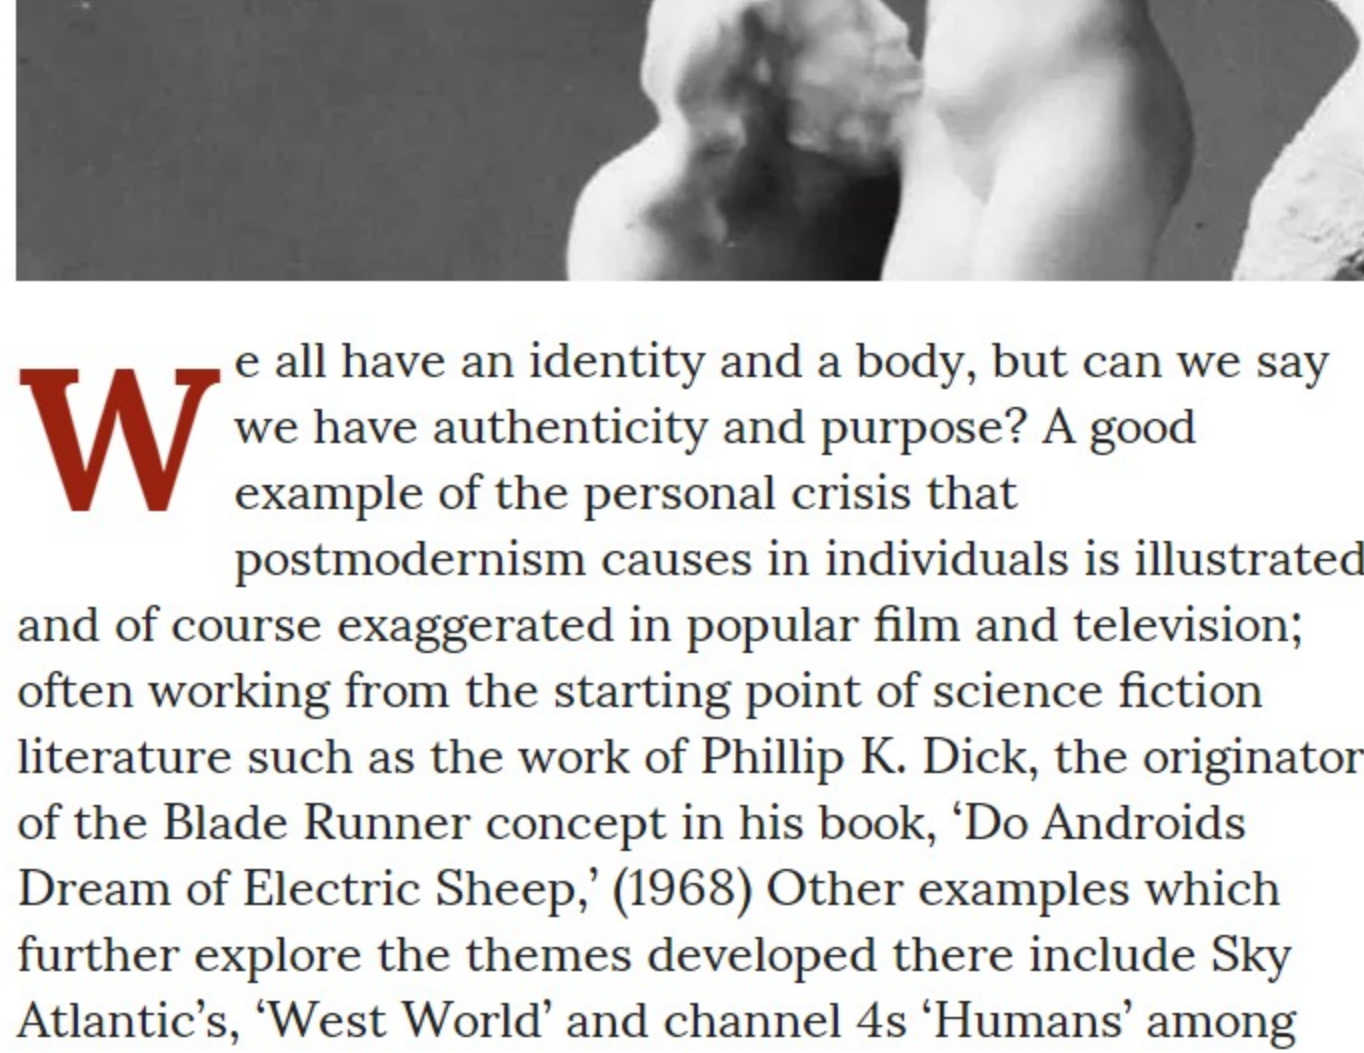 We all have an identity and a body, but can we say
we have authenticity and purpose? A good
example of the personal crisis that
postmodernism causes in individuals is illustrated
and of course exaggerated in popular film and television;
often working from the starting point of science fiction
literature such as the work of Phillip K. Dick, the originator
of the Blade Runner concept in his book, ‘Do Androids
Dream of Electric Sheep,’ (1968) Other examples which
further explore the themes developed there include Sky
Atlantic’s, ‘West World’ and channel 4s ‘Humans’ among